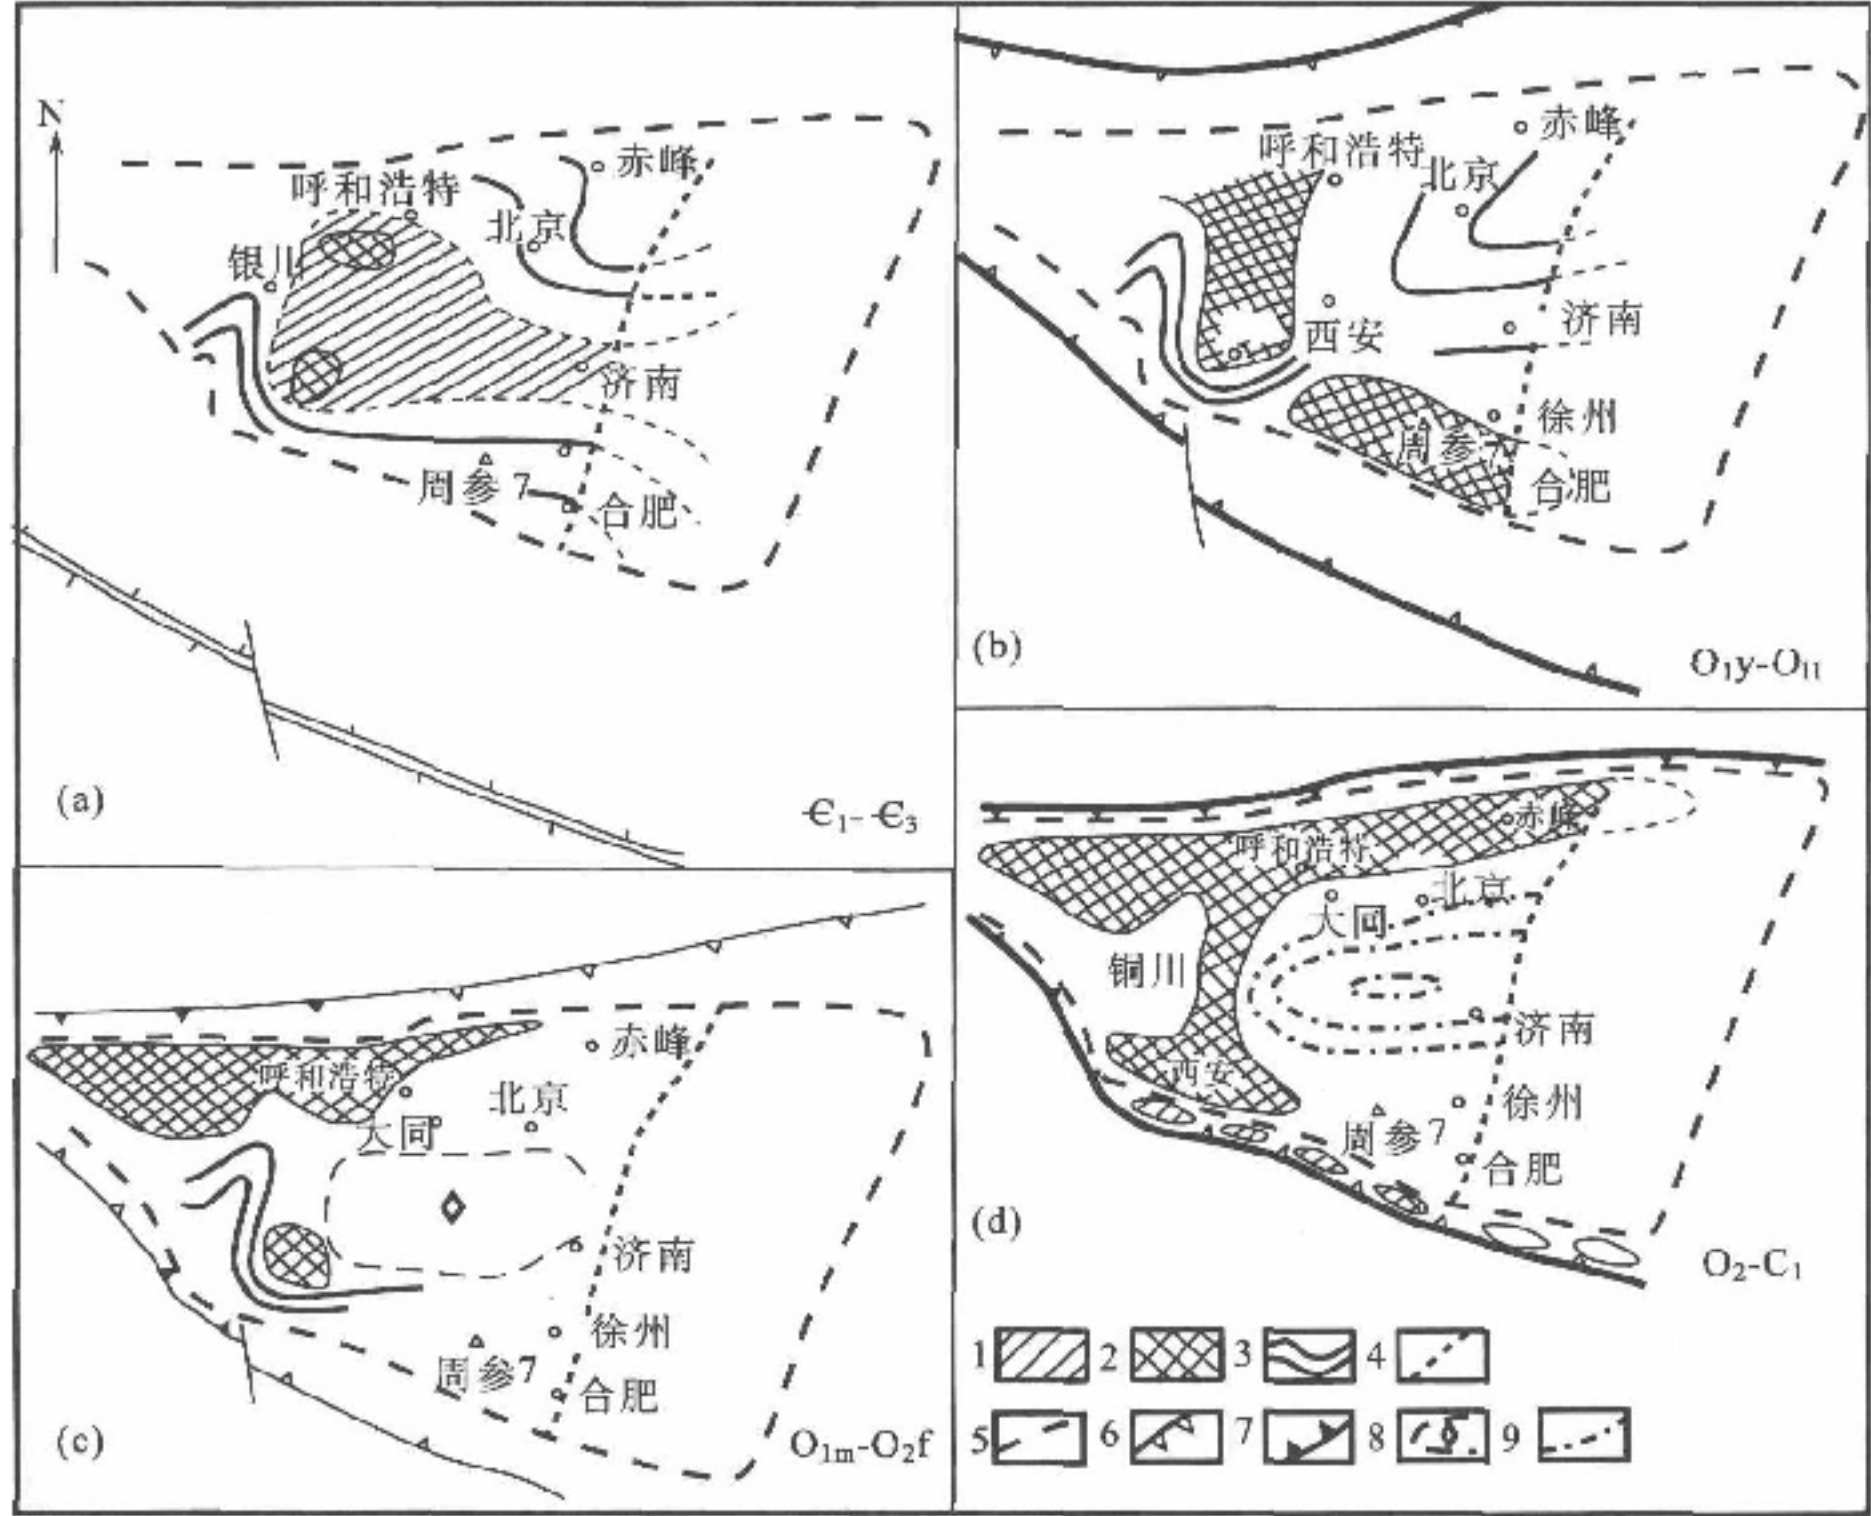 N
赤峰
呼和浩特
北京
银川
济南
周参7
合肥
(a)
Є₁-Є₃
赤峰
呼和浩特
北京
西安
济南
徐州
周参7
合肥
(b)
O₁y-O₁l
赤峰
呼和浩特
北京
大同
济南
徐州
周参7
合肥
(c)
O₁m-O₂f
赤峰
呼和浩特
北京
大同
铜川
济南
西安
徐州
周参7
合肥
(d)
O₂-C₁
1 2 3 4
5 6 7 8 9